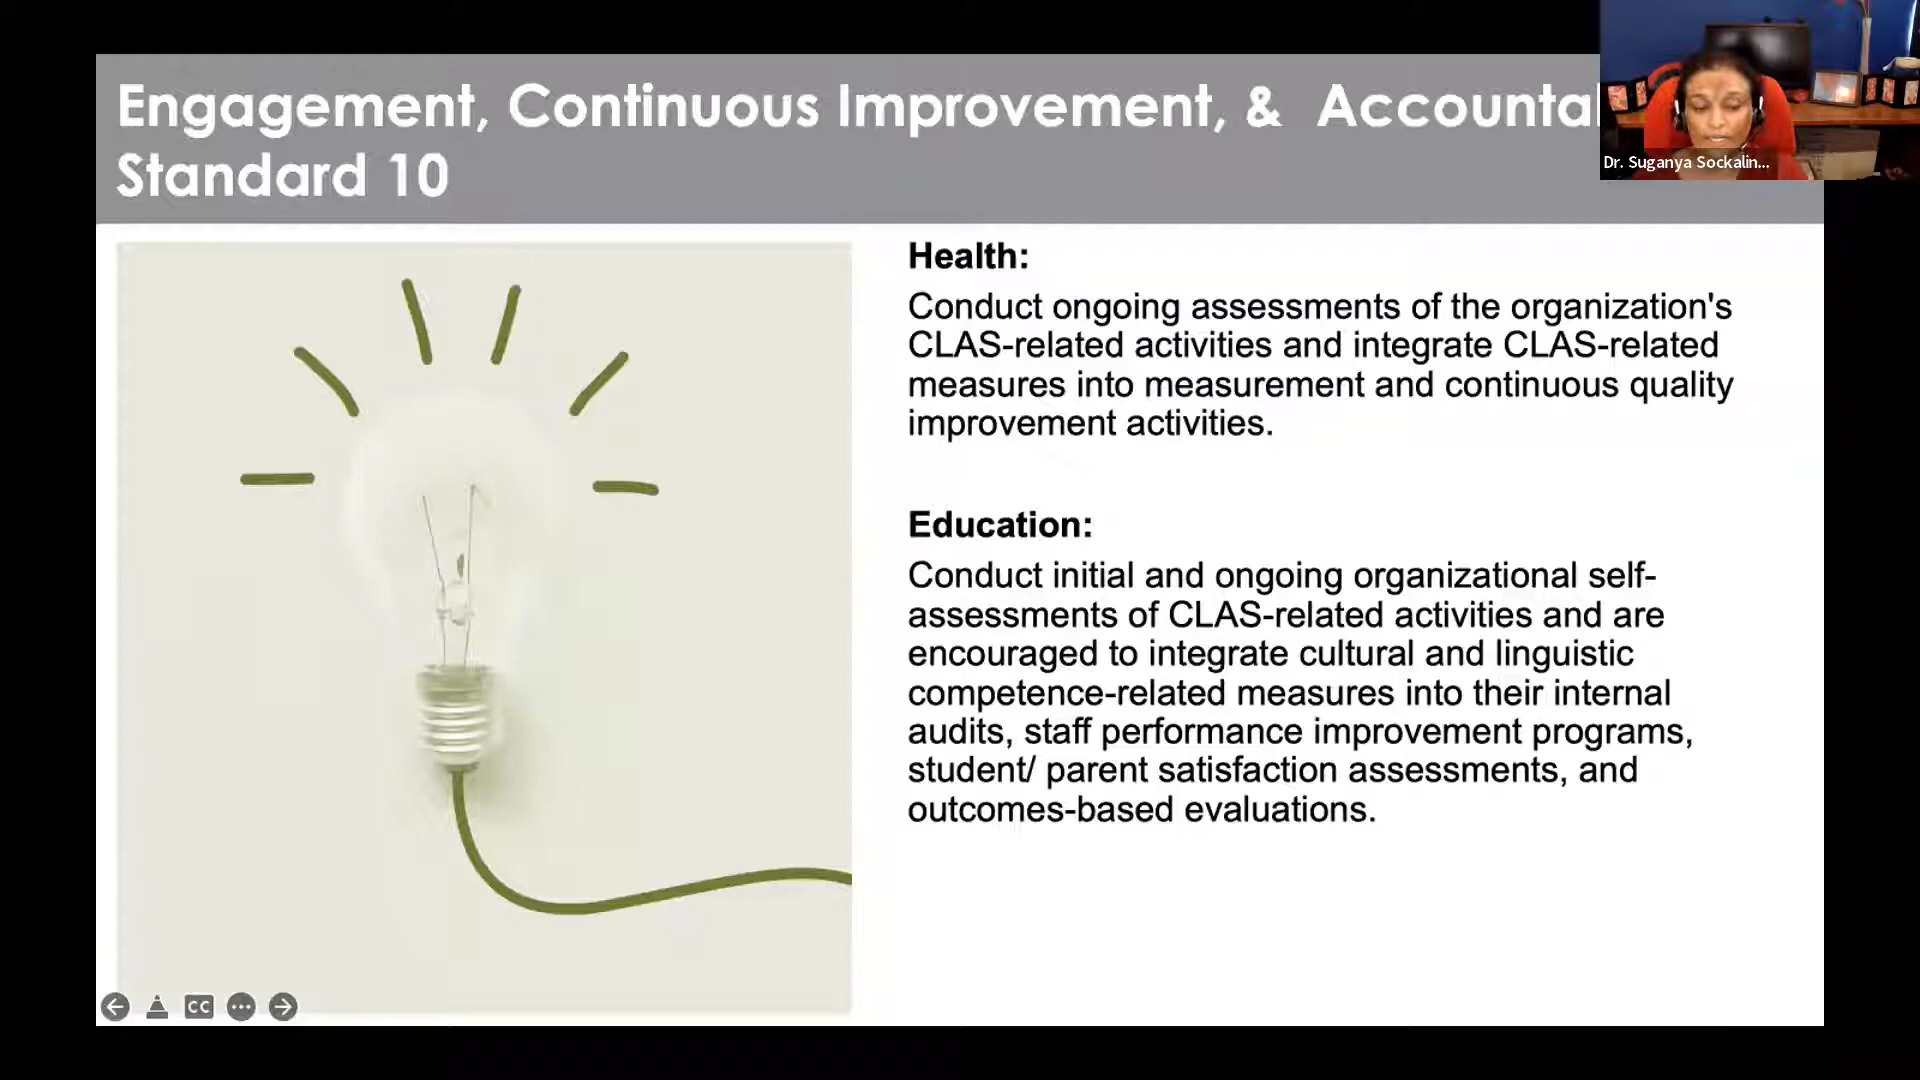 Engagement, Continuous Improvement, & Accounta
Standard 10
Dr. Suganya Sockalin...
Health:
Conduct ongoing assessments of the organization's
CLAS-related activities and integrate CLAS-related
measures into measurement and continuous quality
improvement activities.
Education:
Conduct initial and ongoing organizational self-
assessments of CLAS-related activities and are
encouraged to integrate cultural and linguistic
competence-related measures into their internal
audits, staff performance improvement programs,
student/ parent satisfaction assessments, and
outcomes-based evaluations.
CC